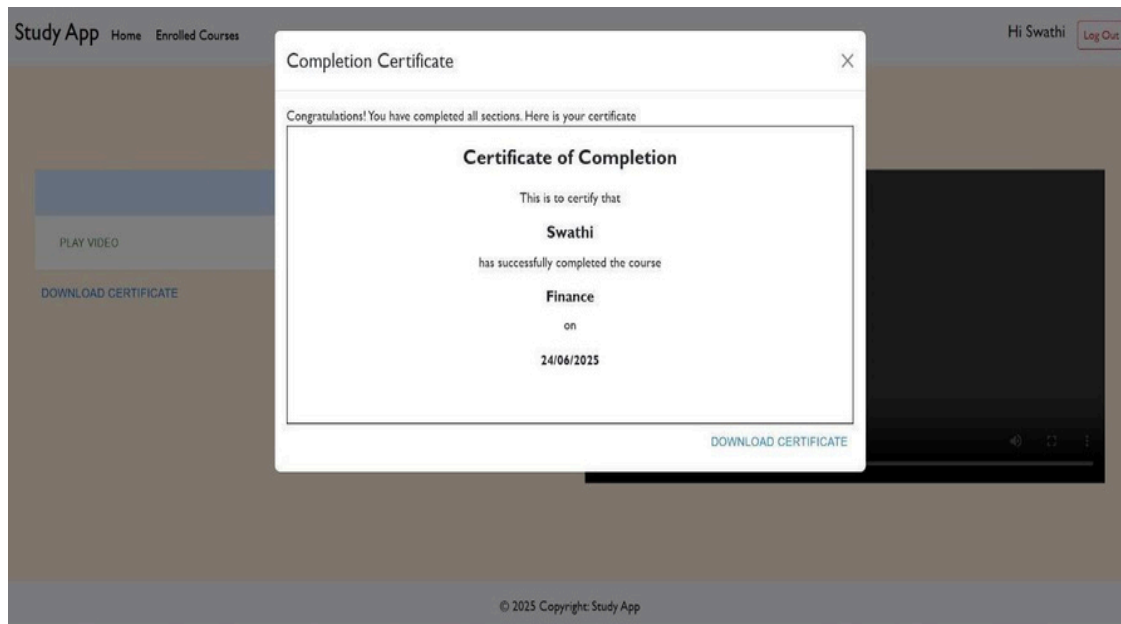 Study App Home Enrolled Courses Hi Swathi Log Out
Completion Certificate
Congratulations! You have completed all sections. Here is your certificate
Certificate of Completion
This is to certify that
Swathi
has successfully completed the course
Finance
on
24/06/2025
DOWNLOAD CERTIFICATE
PLAY VIDEO
DOWNLOAD CERTIFICATE
© 2025 Copyright: Study App